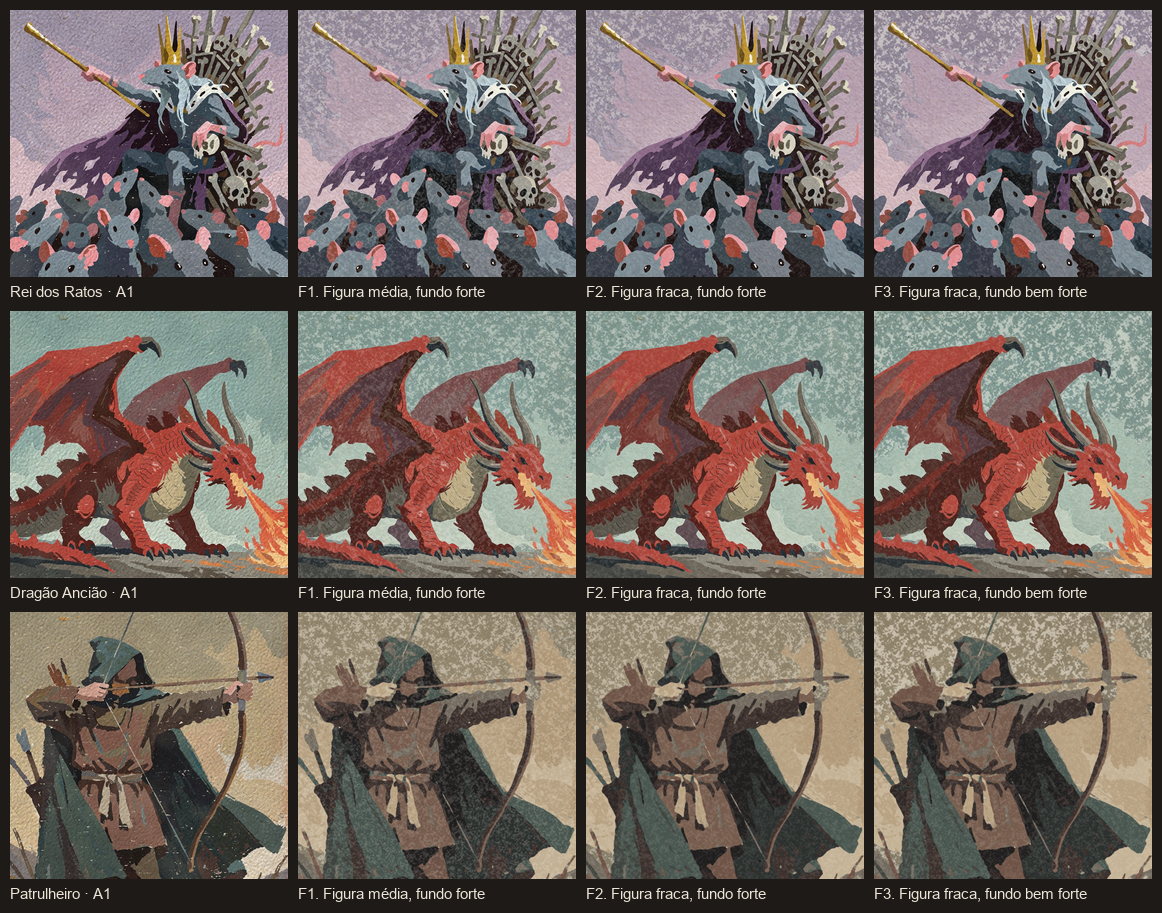 Rei dos Ratos · A1
F1. Figura média, fundo forte
F2. Figura fraca, fundo forte
F3. Figura fraca, fundo bem forte
Dragão Ancião · A1
F1. Figura média, fundo forte
F2. Figura fraca, fundo forte
F3. Figura fraca, fundo bem forte
Patrulheiro · A1
F1. Figura média, fundo forte
F2. Figura fraca, fundo forte
F3. Figura fraca, fundo bem forte